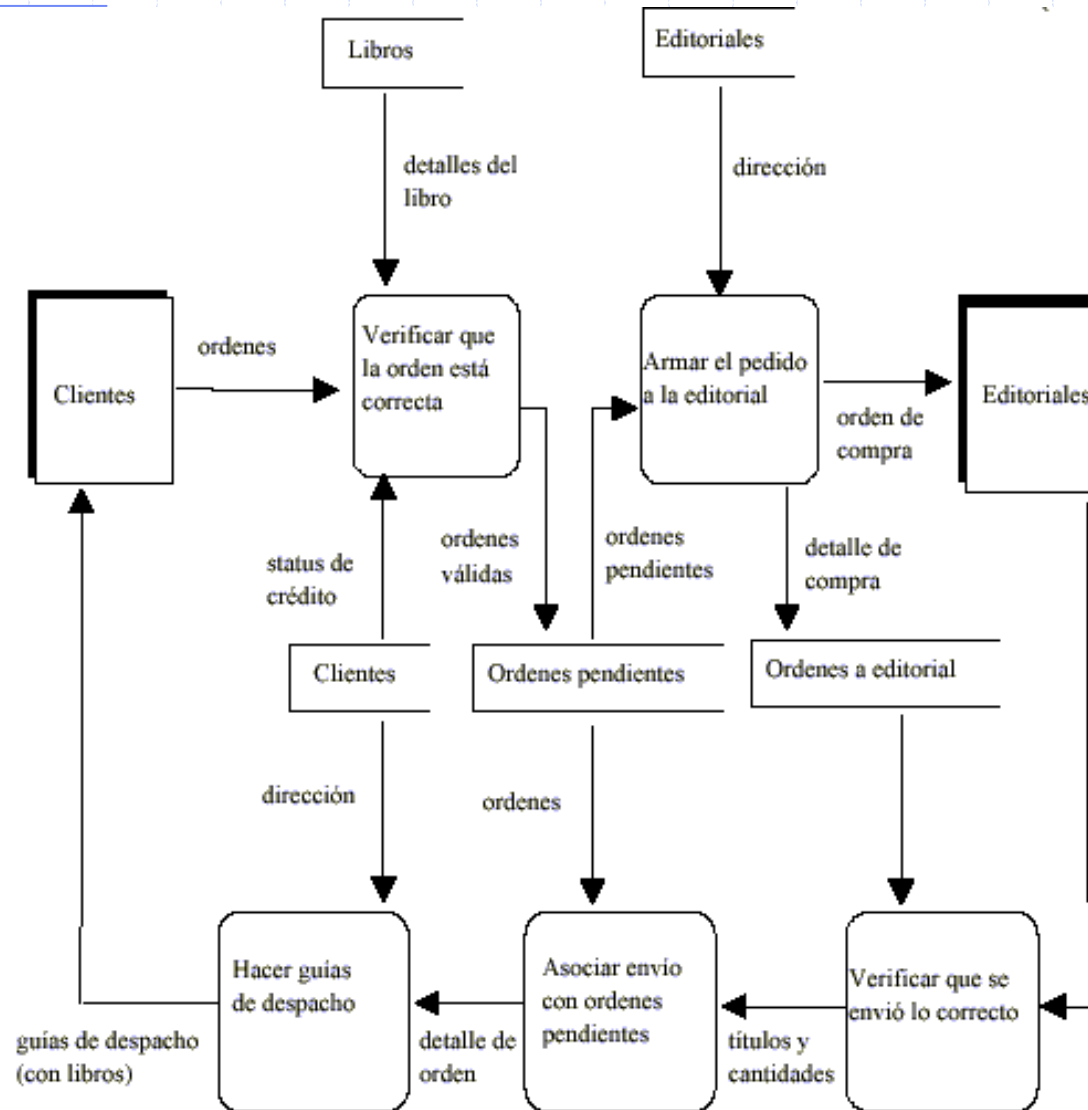 Libros
Editoriales
detalles del
libro
dirección
Clientes
ordenes
Verificar que
la orden está
correcta
Armar el pedido
a la editorial
orden de
compra
Editoriales
status de
crédito
ordenes
válidas
ordenes
pendientes
detalle de
compra
Clientes
Ordenes pendientes
Ordenes a editorial
dirección
ordenes
Hacer guías
de despacho
Asociar envío
con ordenes
pendientes
Verificar que se
envió lo correcto
guías de despacho
(con libros)
detalle de
orden
títulos y
cantidades